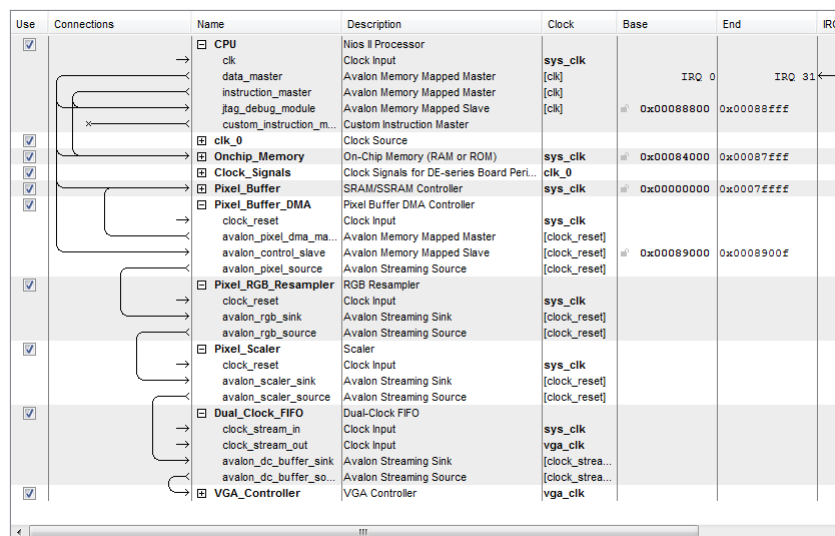 Use Connections Name Description Clock Base End IRQ
CPU Nios II Processor
clk Clock Input sys_clk
data_master Avalon Memory Mapped Master [clk] IRQ 0 IRQ 31
instruction_master Avalon Memory Mapped Master [clk]
jtag_debug_module Avalon Memory Mapped Slave [clk] 0x00088800 0x00088fff
custom_instruction_m... Custom Instruction Master
clk_0 Clock Source
Onchip_Memory On-Chip Memory (RAM or ROM) sys_clk 0x00084000 0x00087fff
Clock_Signals Clock Signals for DE-series Board Peri... clk_0
Pixel_Buffer SRAM/SSRAM Controller sys_clk 0x00000000 0x0007ffff
Pixel_Buffer_DMA Pixel Buffer DMA Controller
clock_reset Clock Input sys_clk
avalon_pixel_dma_ma... Avalon Memory Mapped Master [clock_reset]
avalon_control_slave Avalon Memory Mapped Slave [clock_reset] 0x00089000 0x0008900f
avalon_pixel_source Avalon Streaming Source [clock_reset]
Pixel_RGB_Resampler RGB Resampler
clock_reset Clock Input sys_clk
avalon_rgb_sink Avalon Streaming Sink [clock_reset]
avalon_rgb_source Avalon Streaming Source [clock_reset]
Pixel_Scaler Scaler
clock_reset Clock Input sys_clk
avalon_scaler_sink Avalon Streaming Sink [clock_reset]
avalon_scaler_source Avalon Streaming Source [clock_reset]
Dual_Clock_FIFO Dual-Clock FIFO
clock_stream_in Clock Input sys_clk
clock_stream_out Clock Input vga_clk
avalon_dc_buffer_sink Avalon Streaming Sink [clock_strea...
avalon_dc_buffer_so... Avalon Streaming Source [clock_strea...
VGA_Controller VGA Controller vga_clk